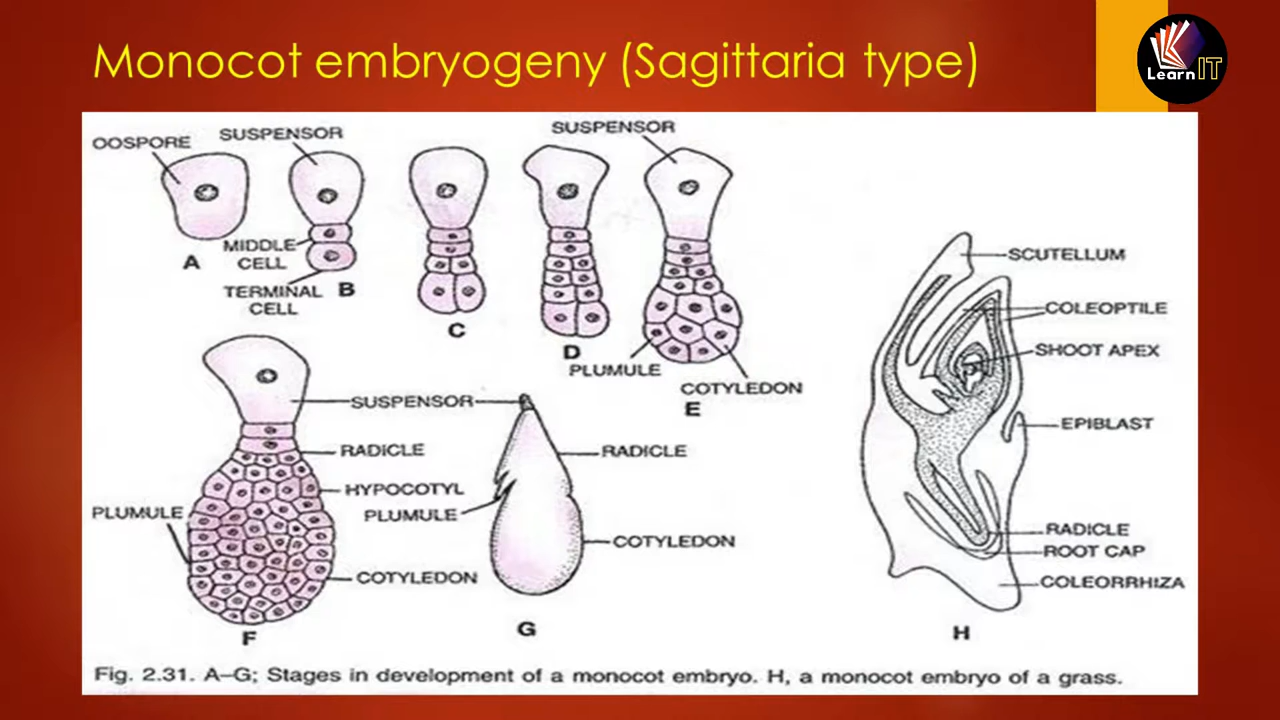 Monocot embryogeny (Sagittaria type)
Learn IT
OOSPORE
SUSPENSOR
MIDDLE
CELL
TERMINAL
CELL
A
B
C
D
SUSPENSOR
PLUMULE
COTYLEDON
E
SUSPENSOR
RADICLE
HYPOCOTYL
PLUMULE
COTYLEDON
F
RADICLE
PLUMULE
COTYLEDON
G
SCUTELLUM
COLEOPTILE
SHOOT APEX
EPIBLAST
RADICLE
ROOT CAP
COLEORRHIZA
H
Fig. 2.31. A–G; Stages in development of a monocot embryo. H, a monocot embryo of a grass.